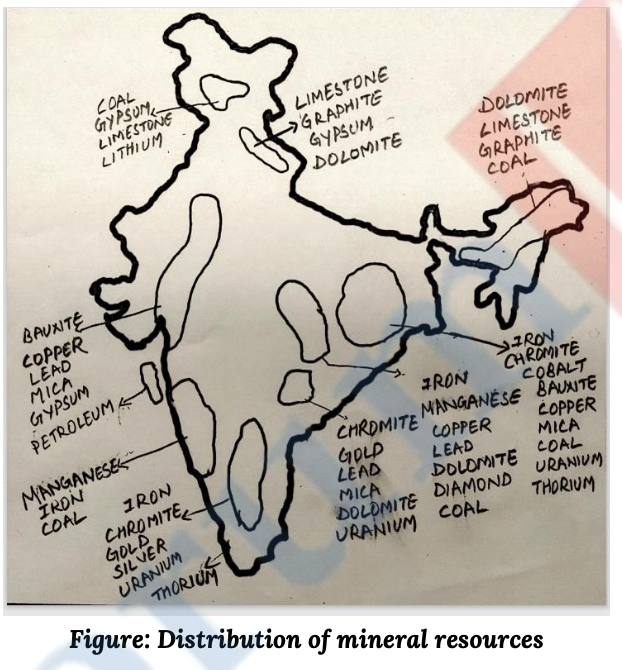 COAL
GYPSUM
LIMESTONE
LITHIUM
LIMESTONE
GRAPHITE
GYPSUM
DOLOMITE
DOLOMITE
LIMESTONE
GRAPHITE
COAL
BAUXITE
COPPER
LEAD
MICA
GYPSUM
PETROLEUM
MANGANESE
IRON
COAL
IRON
CHROMITE
GOLD
SILVER
URANIUM
THORIUM
CHROMITE
GOLD
LEAD
MICA
DOLOMITE
URANIUM
IRON
MANGANESE
COPPER
LEAD
DOLOMITE
DIAMOND
COAL
IRON
CHROMITE
COBALT
BAUXITE
COPPER
MICA
COAL
URANIUM
THORIUM
Figure: Distribution of mineral resources